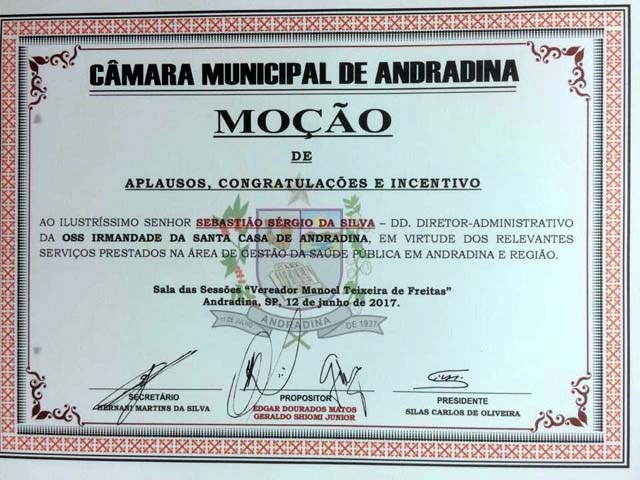 CÂMARA MUNICIPAL DE ANDRADINA
MOÇÃO
DE
APLAUSOS, CONGRATULAÇÕES E INCENTIVO
AO ILUSTRÍSSIMO SENHOR SEBASTIÃO SÉRGIO DA SILVA – DD. DIRETOR-ADMINISTRATIVO
DA OSS IRMANDADE DA SANTA CASA DE ANDRADINA, EM VIRTUDE DOS RELEVANTES
SERVIÇOS PRESTADOS NA ÁREA DE GESTÃO DA SAÚDE PÚBLICA EM ANDRADINA E REGIÃO.
Sala das Sessões “Vereador Manoel Teixeira de Freitas”
Andradina, SP, 12 de junho de 2017.
11 DE JULHO ANDRADINA DE 1937
SECRETÁRIO
HERNANI MARTINS DA SILVA
PROPOSITOR
EDGAR DOURADOS MATOS
GERALDO SHIOMI JUNIOR
PRESIDENTE
SILAS CARLOS DE OLIVEIRA